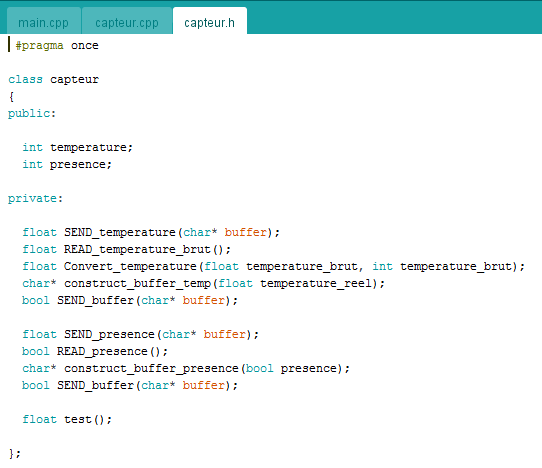 main.cpp capteur.cpp capteur.h
#pragma once
class capteur
{
public:
int temperature;
int presence;
private:
float SEND_temperature(char* buffer);
float READ_temperature_brut();
float Convert_temperature(float temperature_brut, int temperature_brut);
char* construct_buffer_temp(float temperature_reel);
bool SEND_buffer(char* buffer);
float SEND_presence(char* buffer);
bool READ_presence();
char* construct_buffer_presence(bool presence);
bool SEND_buffer(char* buffer);
float test();
};